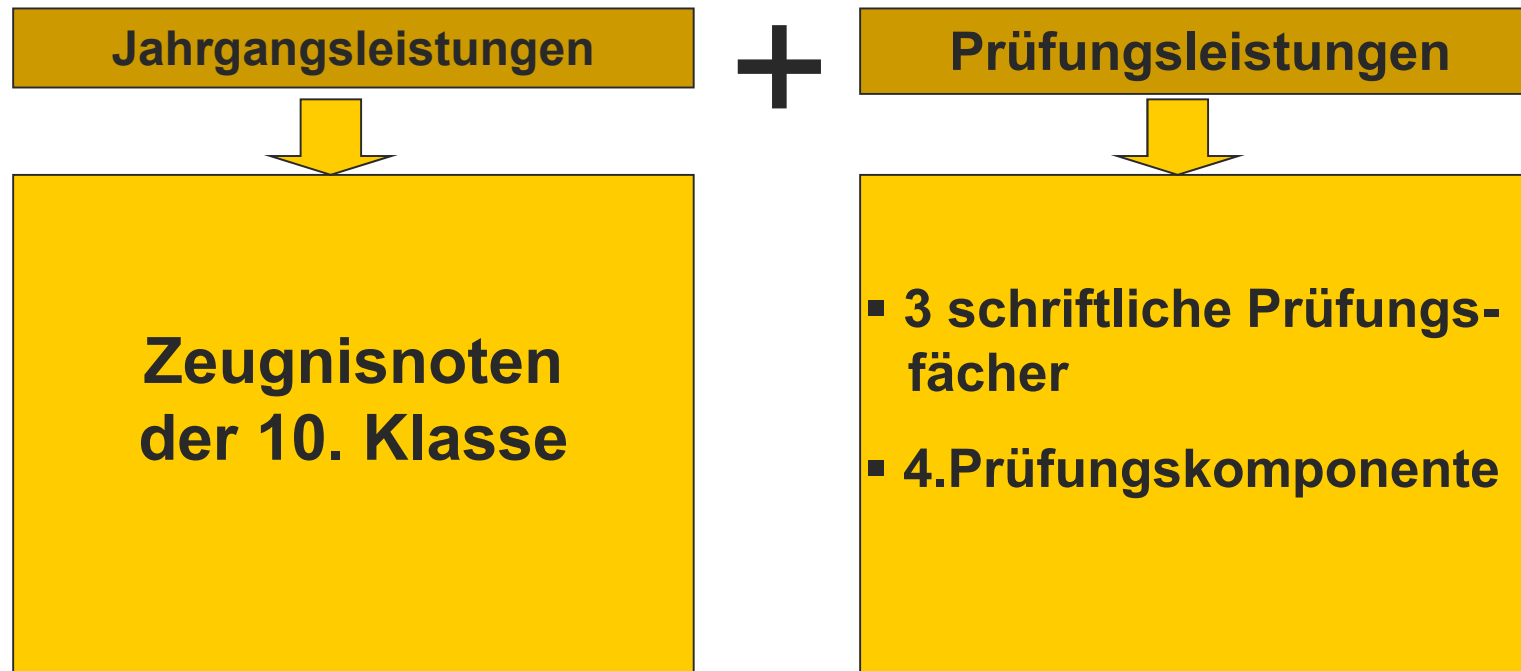 Jahrgangsleistungen
+
Prüfungsleistungen
Zeugnisnoten
der 10. Klasse
▪ 3 schriftliche Prüfungs-
fächer
▪ 4.Prüfungskomponente